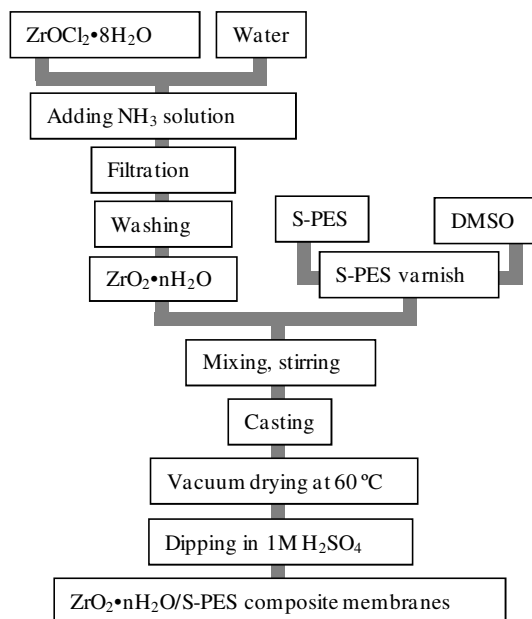 ZrOCl₂•8H₂O
Water
Adding NH₃ solution
Filtration
Washing
ZrO₂•nH₂O
S-PES
DMSO
S-PES varnish
Mixing, stirring
Casting
Vacuum drying at 60 ºC
Dipping in 1M H₂SO₄
ZrO₂•nH₂O/S-PES composite membranes